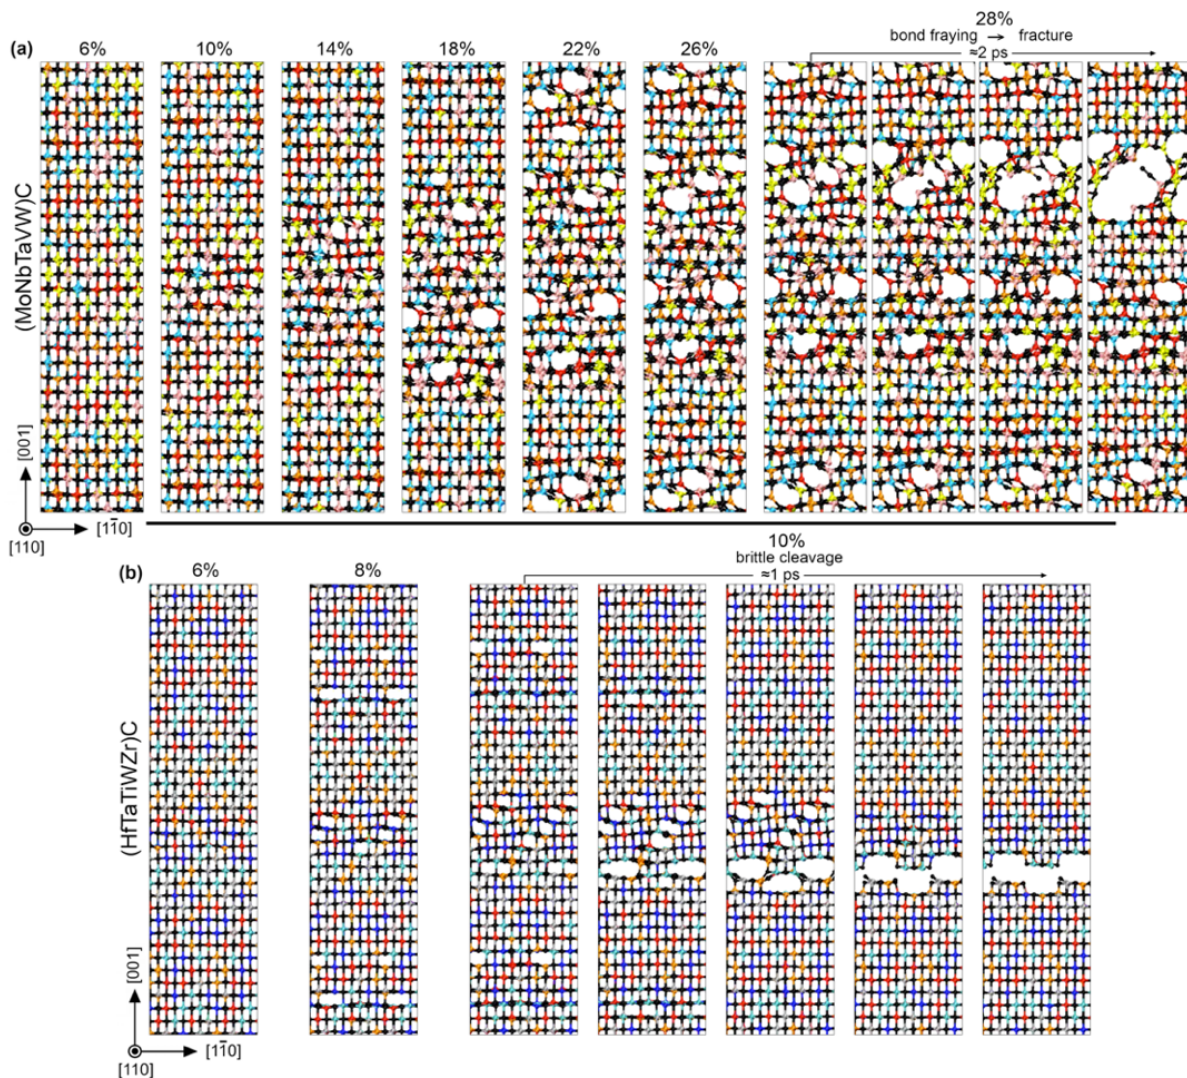 28%
(a)
bond fraying → fracture
6% 10% 14% 18% 22% 26% ≈2 ps
(MoNbTaVW)C
[001]
[11̄0]
[110]
10%
(b)
brittle cleavage
6% 8% ≈1 ps
(HfTaTiWZr)C
[001]
[11̄0]
[110]